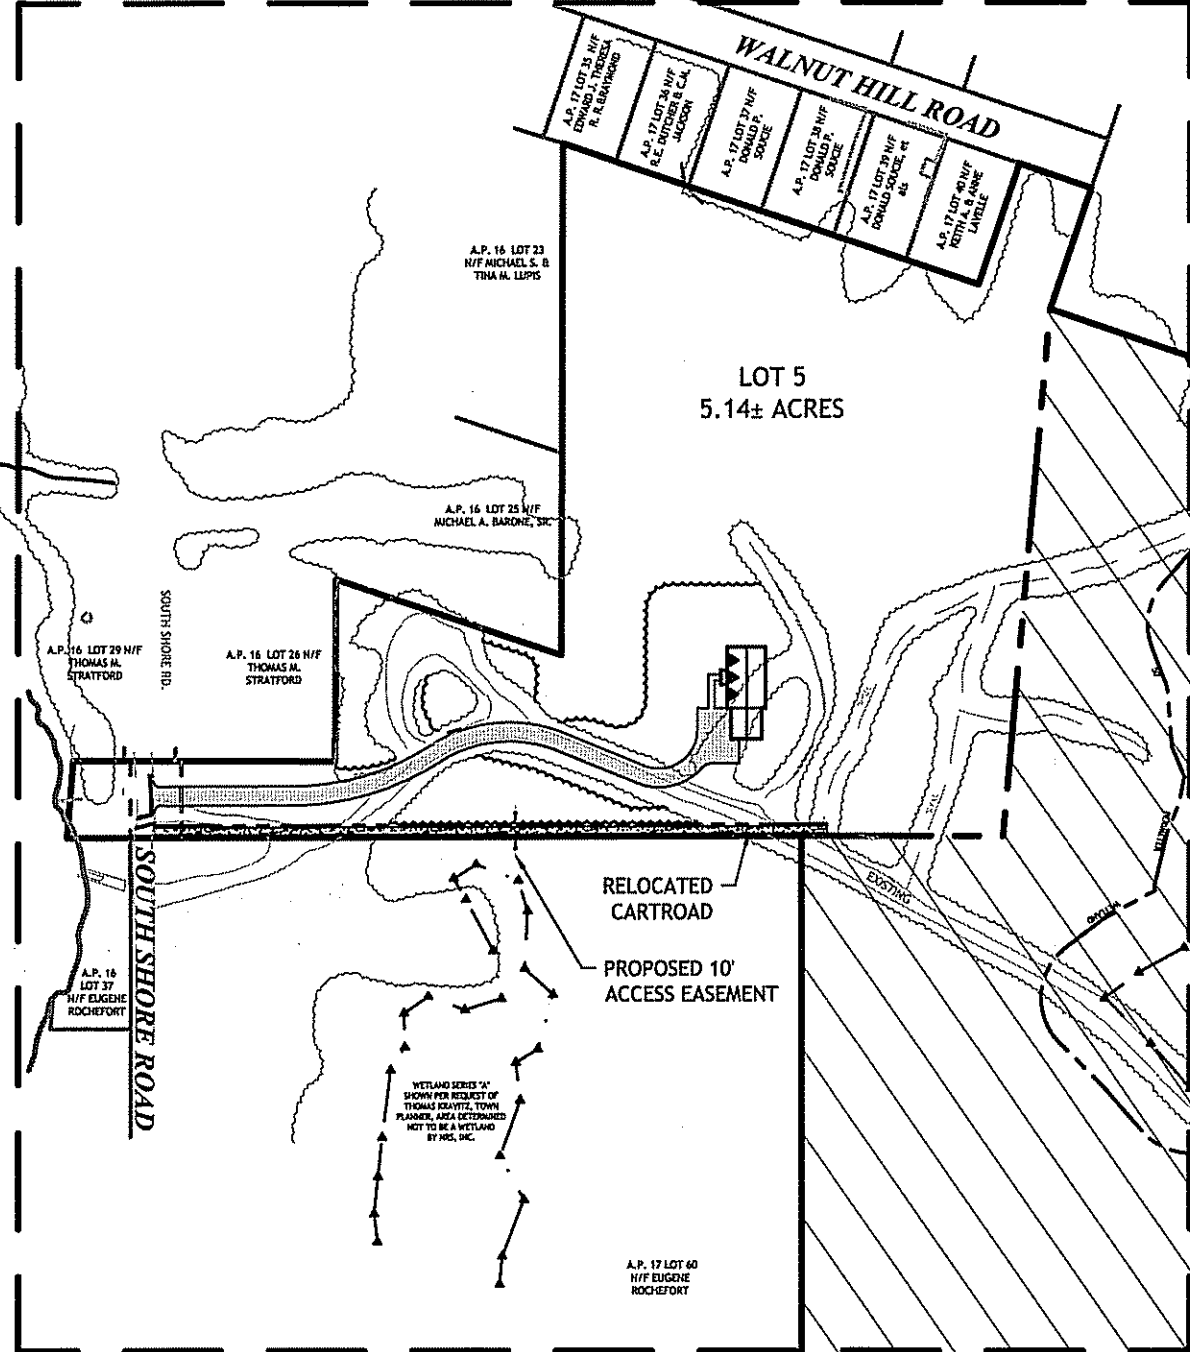 WALNUT HILL ROAD
A.P. 17 LOT 35 N/F
EDWARD J. THERESA
R. R.BRAYMOND
A.P. 17 LOT 36 N/F
R.E. DUTCHER & C.M.
JACKSON
A.P. 17 LOT 37 N/F
DONALD P.
SOUCIE
A.P. 17 LOT 38 N/F
DONALD P.
SOUCIE
A.P. 17 LOT 39 N/F
DONALD SOUCIE, et
als
A.P. 17 LOT 40 N/F
KEITH A. & ANNE
LAVELLE
A.P. 16 LOT 23
N/F MICHAEL S. &
TINA M. LUPIS
LOT 5
5.14± ACRES
A.P. 16 LOT 25 N/F
MICHAEL A. BARONE, SR.
SOUTH SHORE RD.
A.P. 16 LOT 29 N/F
THOMAS M.
STRATFORD
A.P. 16 LOT 26 N/F
THOMAS M.
STRATFORD
RELOCATED
CARTROAD
EXISTING
WETLAND
PROPOSED 10'
ACCESS EASEMENT
A.P. 16
LOT 37
N/F EUGENE
ROCHEFORT
SOUTH SHORE ROAD
WETLAND SERIES "A"
SHOWN PER REQUEST OF
THOMAS KRAVITZ, TOWN
PLANNER, AREA DETERMINED
NOT TO BE A WETLAND
BY NRS, INC.
A.P. 17 LOT 60
N/F EUGENE
ROCHEFORT